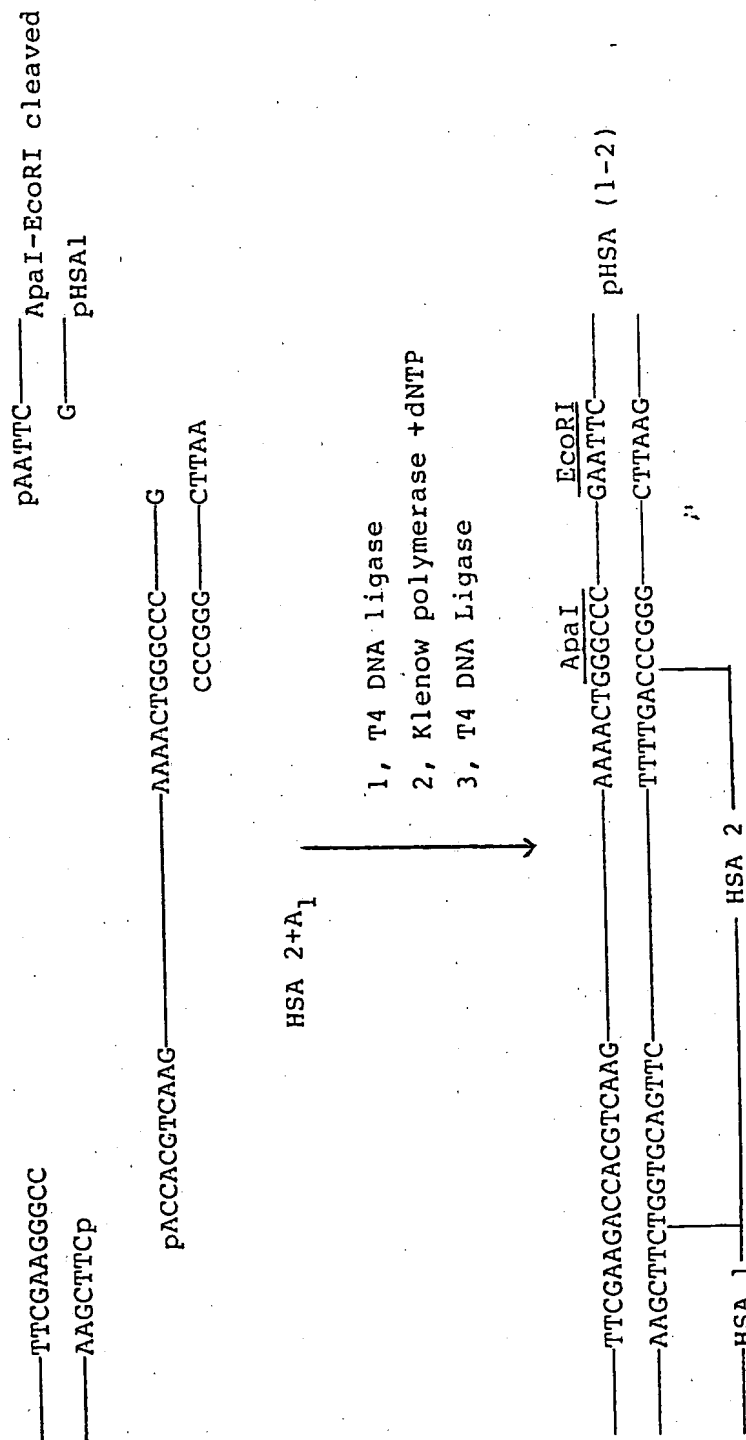 pAATTC
ApaI-EcoRI cleaved
G
pHSA1
TTCGAAGGGCC
AAGCTTCp
pACCACGTCAAG
AAAACTGGGCCC
G
CCCGGG
CTTAA
HSA 2+A1
1, T4 DNA ligase
2, Klenow polymerase +dNTP
3, T4 DNA Ligase
ApaI
EcoRI
TTCGAAGACCACGTCAAG
AAAACTGGGCCC
GAATTC
pHSA (1-2)
AAGCTTCTGGTGCAGTTC
TTTTGACCCGGG
CTTAAG
HSA 1
HSA 2